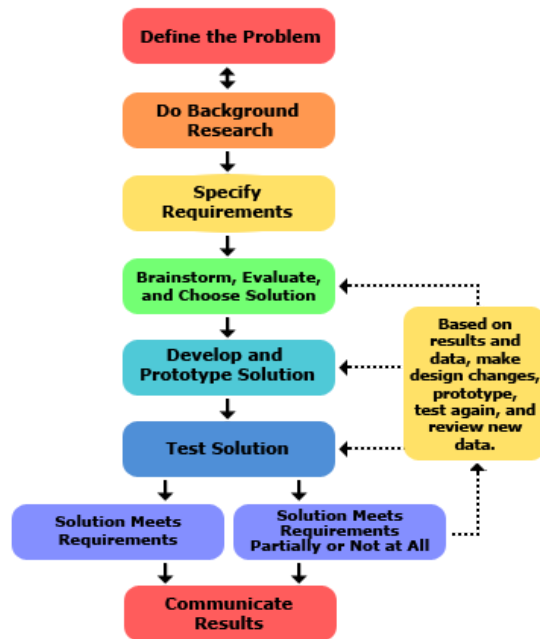 Define the Problem
Do Background
Research
Specify
Requirements
Brainstorm, Evaluate,
and Choose Solution
Develop and
Prototype Solution
Test Solution
Based on
results and
data, make
design changes,
prototype,
test again, and
review new
data.
Solution Meets
Requirements
Solution Meets
Requirements
Partially or Not at All
Communicate
Results